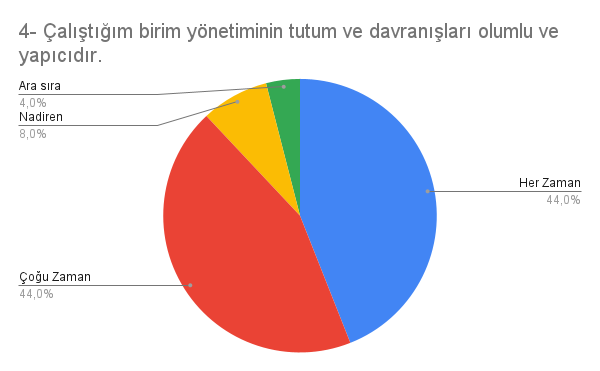 4- Çalıştığım birim yönetiminin tutum ve davranışları olumlu ve
yapıcıdır.
Ara sıra
4,0%
Nadiren
8,0%
Her Zaman
44,0%
Çoğu Zaman
44,0%